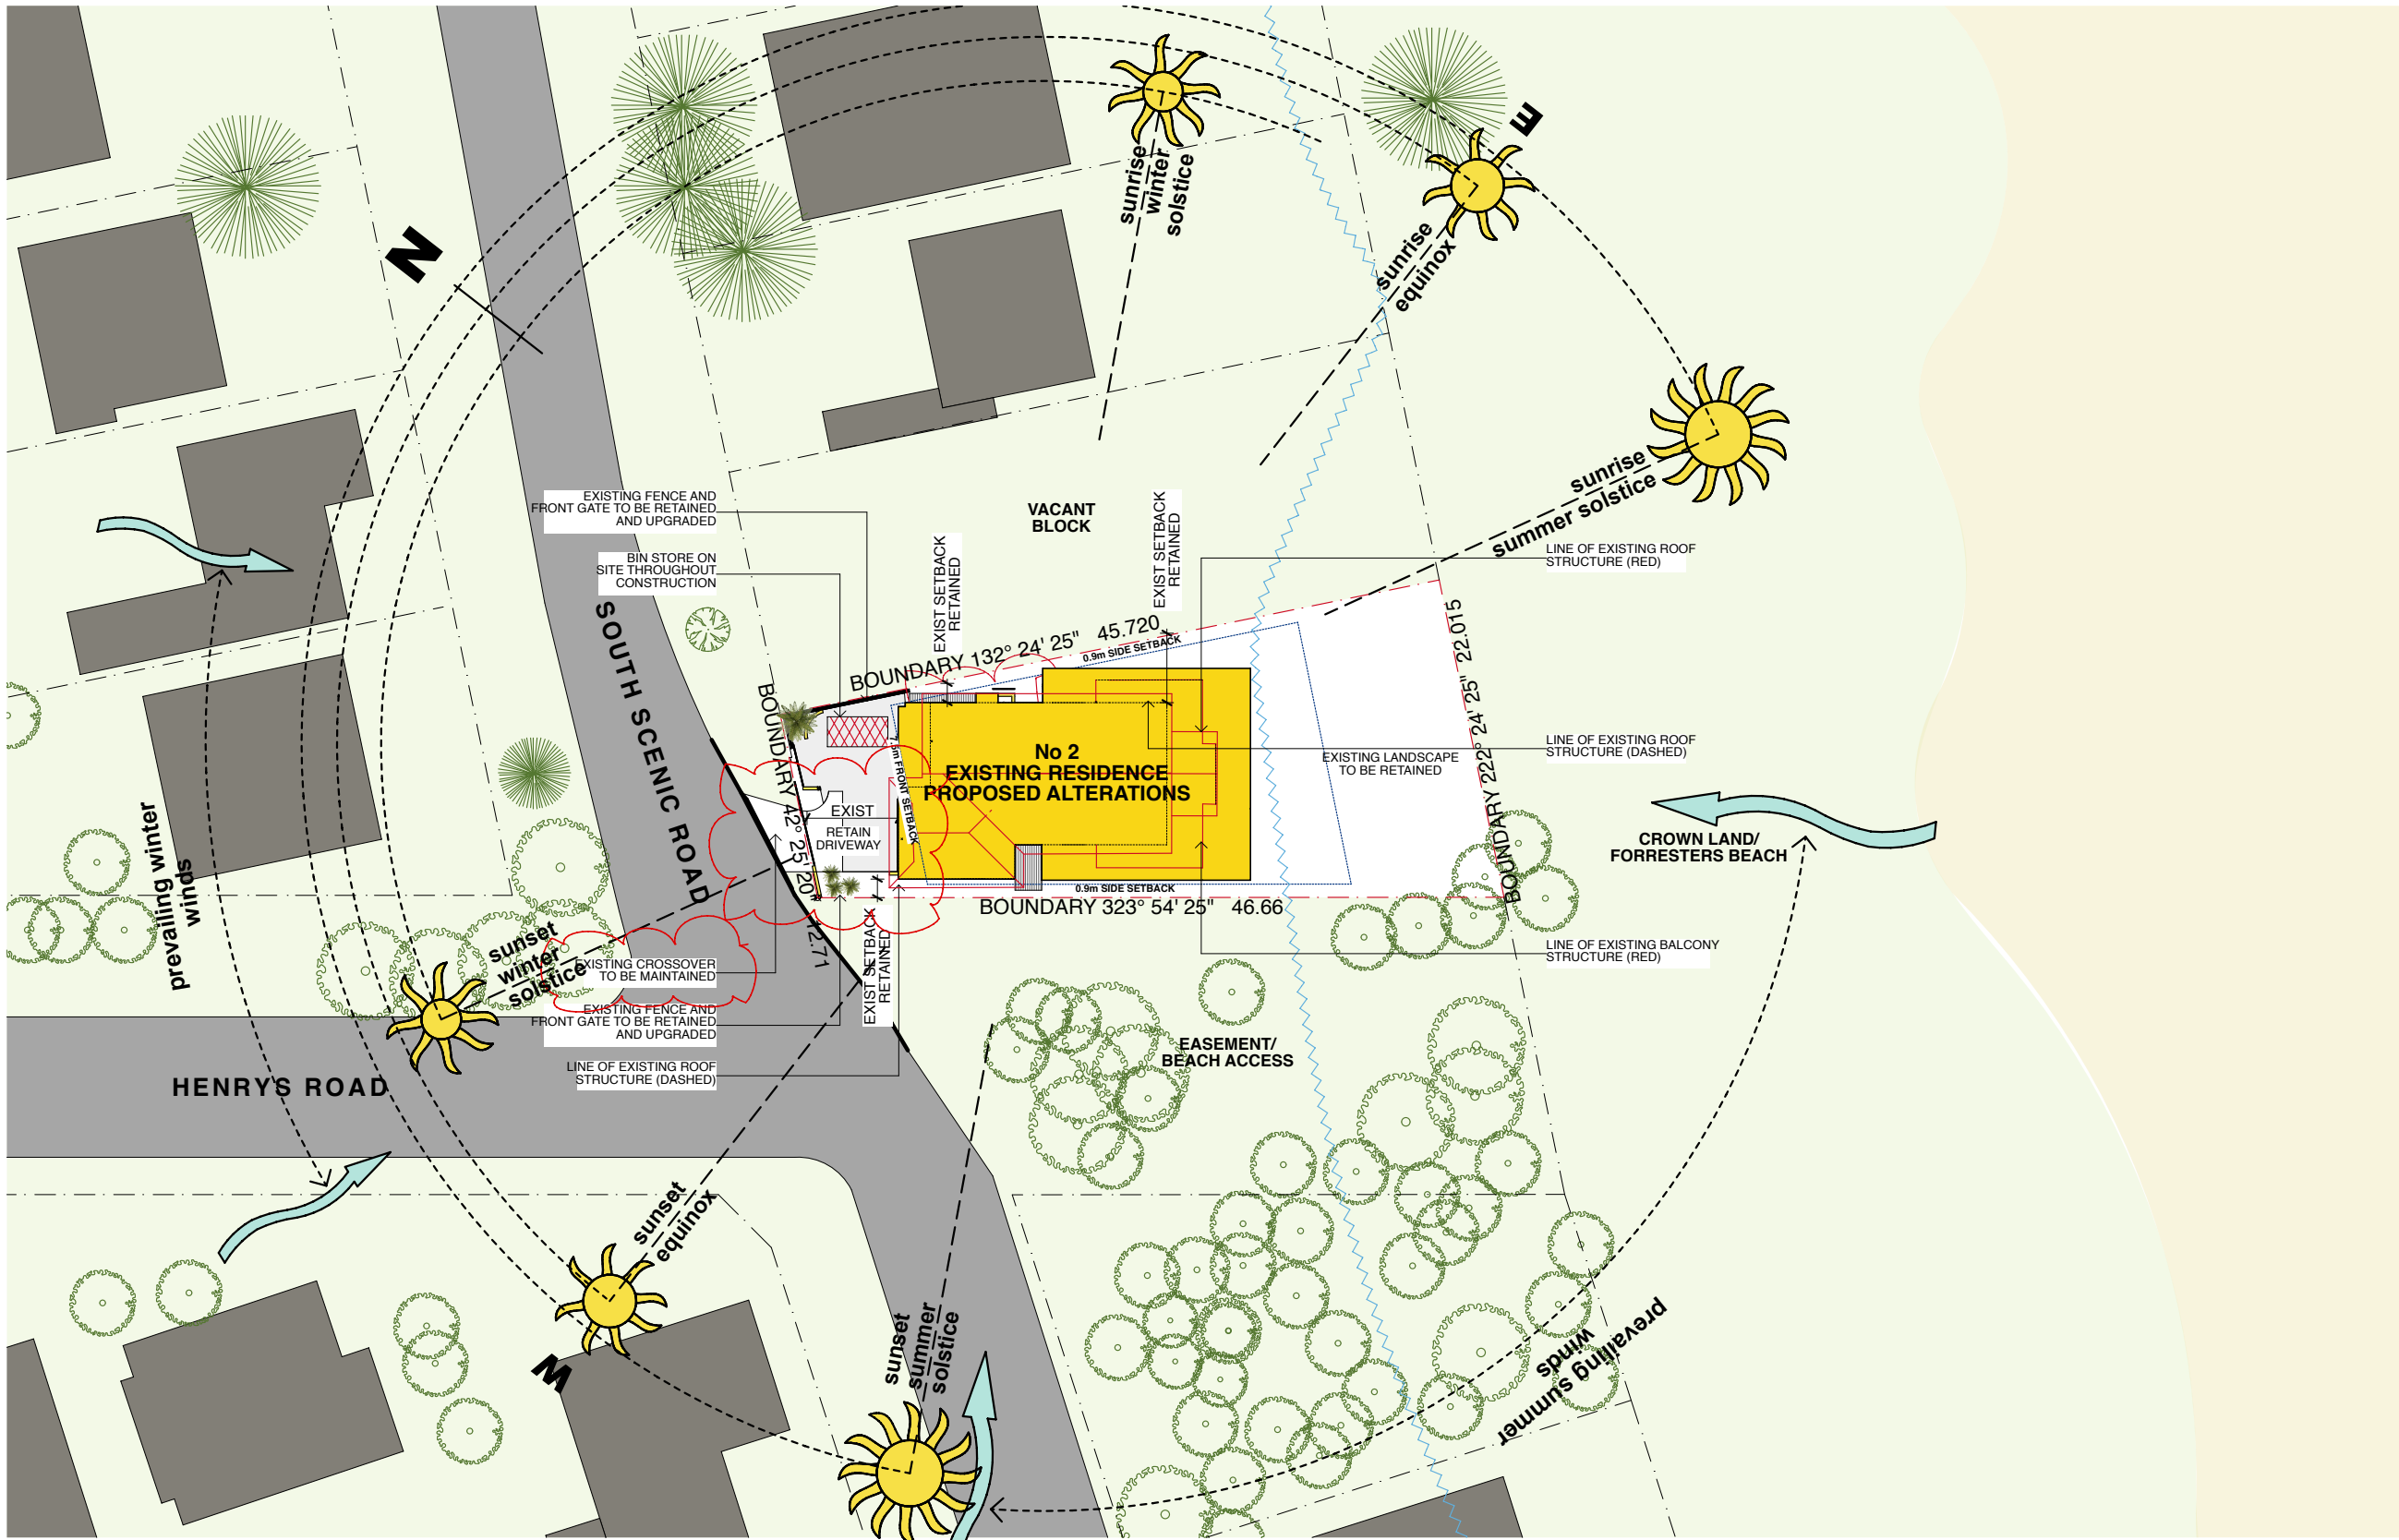 E
sunrise
winter
solstice
N
sunrise
equinox
sunrise
summer solstice
EXISTING FENCE AND
FRONT GATE TO BE RETAINED
AND UPGRADED
VACANT
BLOCK
EXIST SETBACK
RETAINED
EXIST SETBACK
RETAINED
BIN STORE ON
SITE THROUGHOUT
CONSTRUCTION
LINE OF EXISTING ROOF
STRUCTURE (RED)
SOUTH SCENIC ROAD
BOUNDARY 132° 24' 25" 45.720
0.9m SIDE SETBACK
BOUNDARY 222° 24' 25" 22.015
BOUNDARY 42° 25' 20"
12.71
7.5m FRONT SETBACK
No 2
EXISTING RESIDENCE
PROPOSED ALTERATIONS
EXISTING LANDSCAPE
TO BE RETAINED
LINE OF EXISTING ROOF
STRUCTURE (DASHED)
EXIST
RETAIN
DRIVEWAY
CROWN LAND/
FORRESTERS BEACH
prevailing winter
winds
0.9m SIDE SETBACK
BOUNDARY 323° 54' 25" 46.66
sunset
winter
solstice
EXISTING CROSSOVER
TO BE MAINTAINED
EXIST SETBACK
RETAINED
LINE OF EXISTING BALCONY
STRUCTURE (RED)
EXISTING FENCE AND
FRONT GATE TO BE RETAINED
AND UPGRADED
EASEMENT/
BEACH ACCESS
LINE OF EXISTING ROOF
STRUCTURE (DASHED)
HENRYS ROAD
sunset
equinox
W
sunset
summer
solstice
prevailing summer
winds